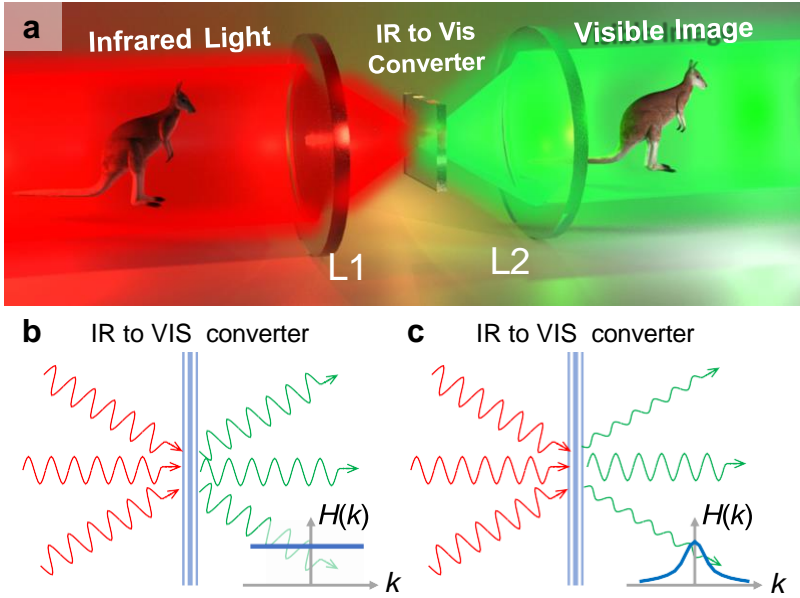 a
Infrared Light
IR to Vis
Converter
Visible Image
L1
L2
b
IR to VIS converter
H(k)
k
c
IR to VIS converter
H(k)
k